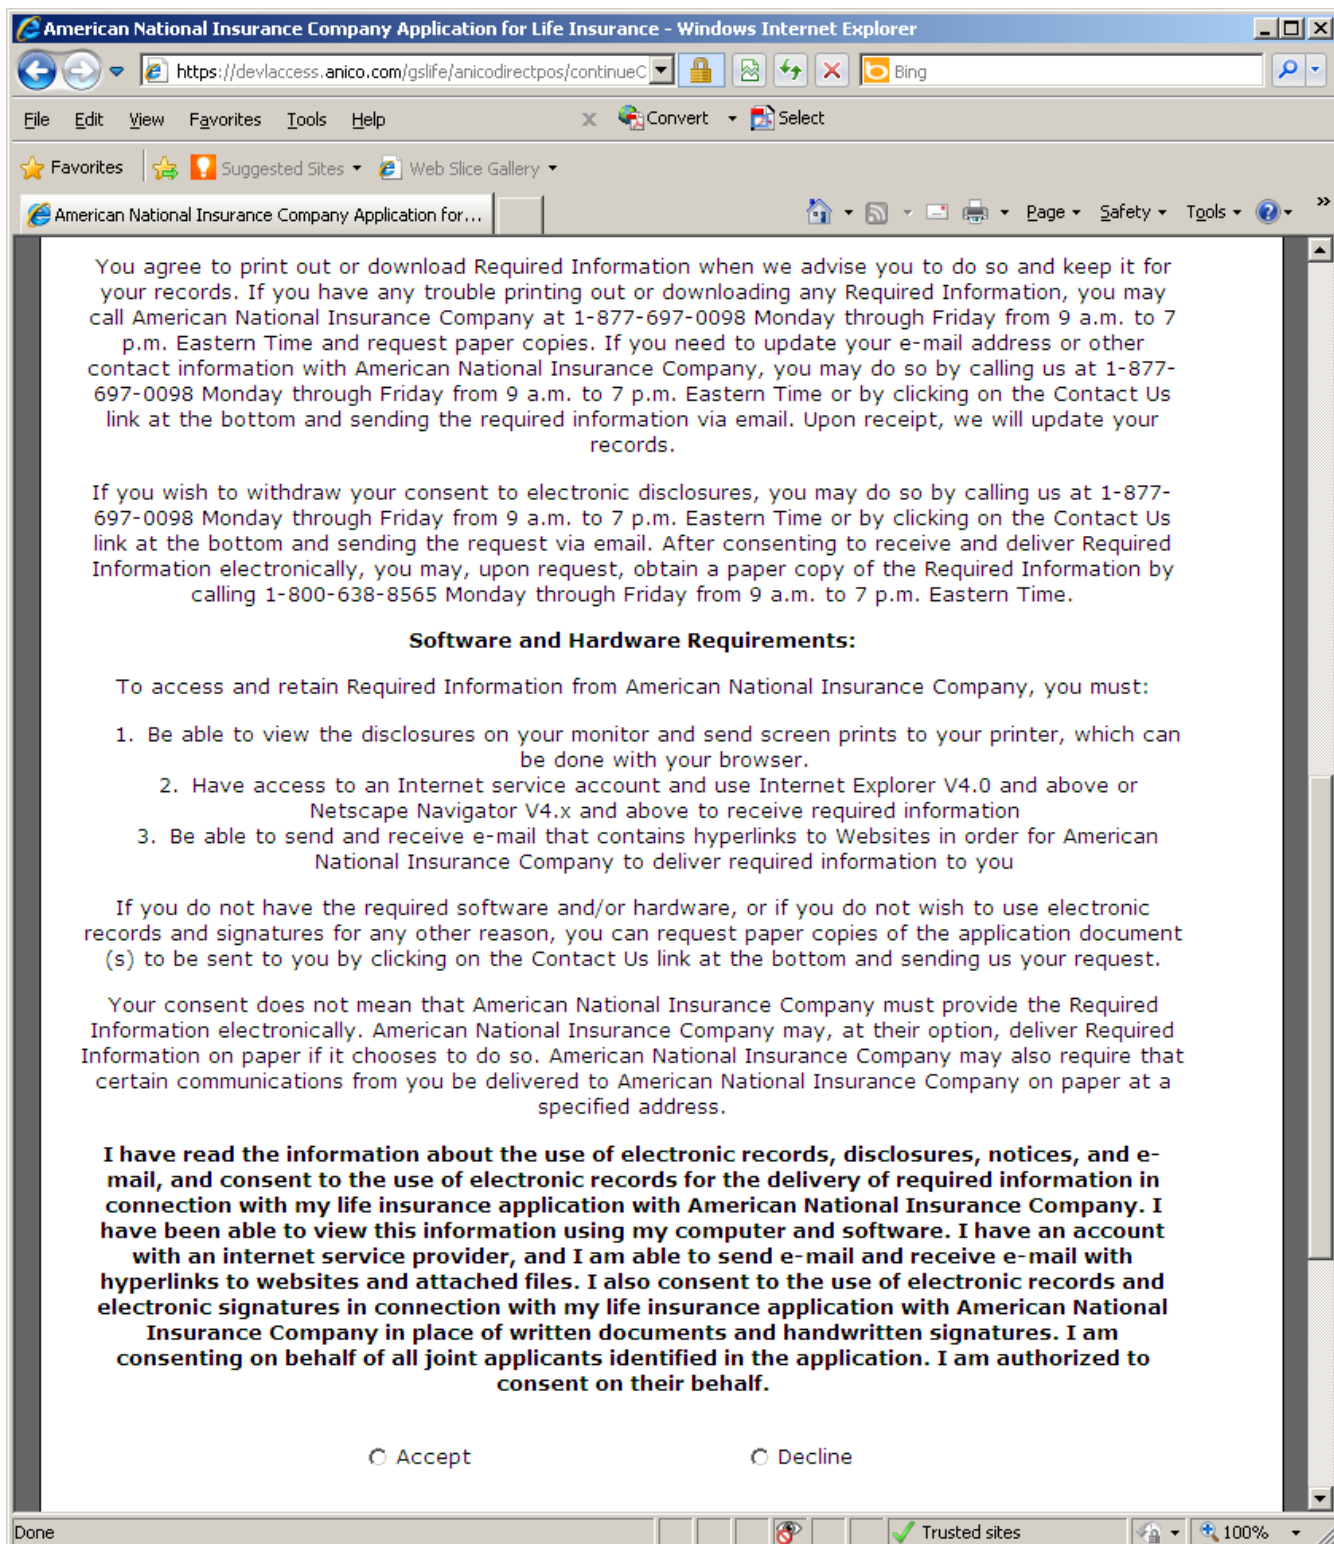 American National Insurance Company Application for Life Insurance - Windows Internet Explorer
https://devlaccess.anico.com/gslife/anicodirectpos/continueC
Bing
File Edit View Favorites Tools Help x Convert Select
Favorites Suggested Sites Web Slice Gallery
American National Insurance Company Application for... Page Safety Tools »
You agree to print out or download Required Information when we advise you to do so and keep it for
your records. If you have any trouble printing out or downloading any Required Information, you may
call American National Insurance Company at 1-877-697-0098 Monday through Friday from 9 a.m. to 7
p.m. Eastern Time and request paper copies. If you need to update your e-mail address or other
contact information with American National Insurance Company, you may do so by calling us at 1-877-
697-0098 Monday through Friday from 9 a.m. to 7 p.m. Eastern Time or by clicking on the Contact Us
link at the bottom and sending the required information via email. Upon receipt, we will update your
records.
If you wish to withdraw your consent to electronic disclosures, you may do so by calling us at 1-877-
697-0098 Monday through Friday from 9 a.m. to 7 p.m. Eastern Time or by clicking on the Contact Us
link at the bottom and sending the request via email. After consenting to receive and deliver Required
Information electronically, you may, upon request, obtain a paper copy of the Required Information by
calling 1-800-638-8565 Monday through Friday from 9 a.m. to 7 p.m. Eastern Time.
Software and Hardware Requirements:
To access and retain Required Information from American National Insurance Company, you must:
1. Be able to view the disclosures on your monitor and send screen prints to your printer, which can
be done with your browser.
2. Have access to an Internet service account and use Internet Explorer V4.0 and above or
Netscape Navigator V4.x and above to receive required information
3. Be able to send and receive e-mail that contains hyperlinks to Websites in order for American
National Insurance Company to deliver required information to you
If you do not have the required software and/or hardware, or if you do not wish to use electronic
records and signatures for any other reason, you can request paper copies of the application document
(s) to be sent to you by clicking on the Contact Us link at the bottom and sending us your request.
Your consent does not mean that American National Insurance Company must provide the Required
Information electronically. American National Insurance Company may, at their option, deliver Required
Information on paper if it chooses to do so. American National Insurance Company may also require that
certain communications from you be delivered to American National Insurance Company on paper at a
specified address.
I have read the information about the use of electronic records, disclosures, notices, and e-
mail, and consent to the use of electronic records for the delivery of required information in
connection with my life insurance application with American National Insurance Company. I
have been able to view this information using my computer and software. I have an account
with an internet service provider, and I am able to send e-mail and receive e-mail with
hyperlinks to websites and attached files. I also consent to the use of electronic records and
electronic signatures in connection with my life insurance application with American National
Insurance Company in place of written documents and handwritten signatures. I am
consenting on behalf of all joint applicants identified in the application. I am authorized to
consent on their behalf.
Accept Decline
Done Trusted sites 100%